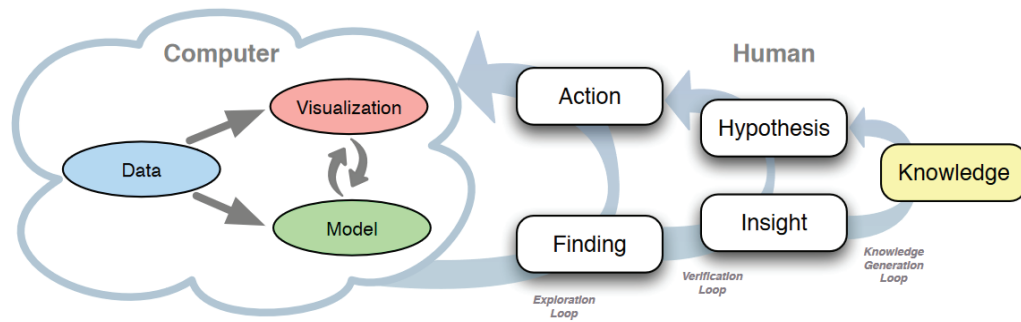 Computer
Human
Visualization
Data
Model
Action
Hypothesis
Knowledge
Finding
Insight
Exploration
Loop
Verification
Loop
Knowledge
Generation
Loop